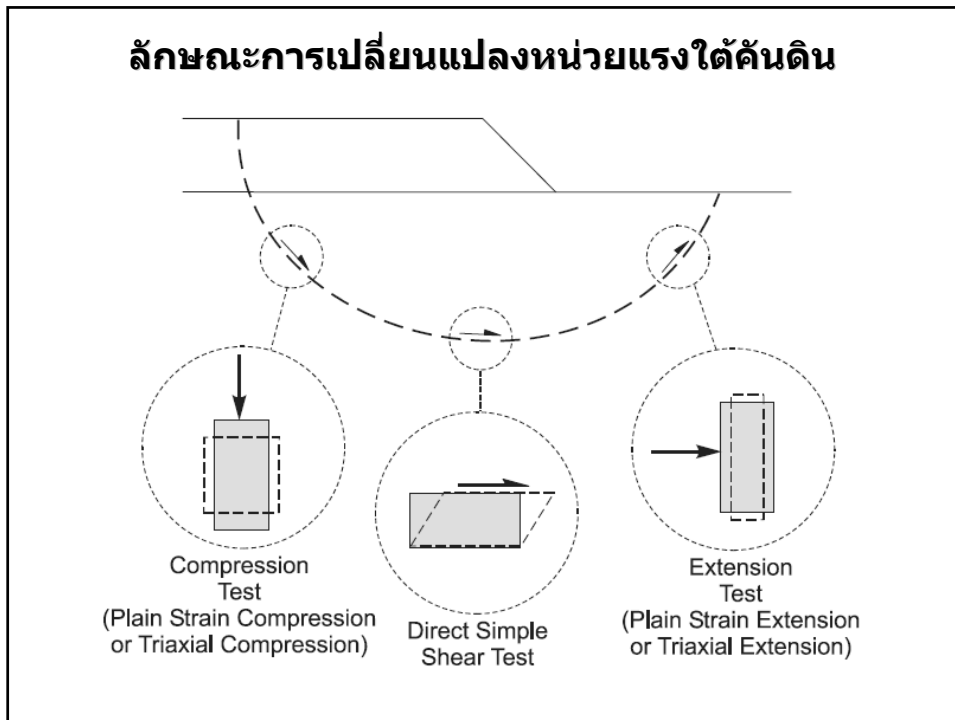 ลักษณะการเปลี่ยนแปลงหน่วยแรงใต้คันดิน
Compression
Test
(Plain Strain Compression
or Triaxial Compression)
Direct Simple
Shear Test
Extension
Test
(Plain Strain Extension
or Triaxial Extension)